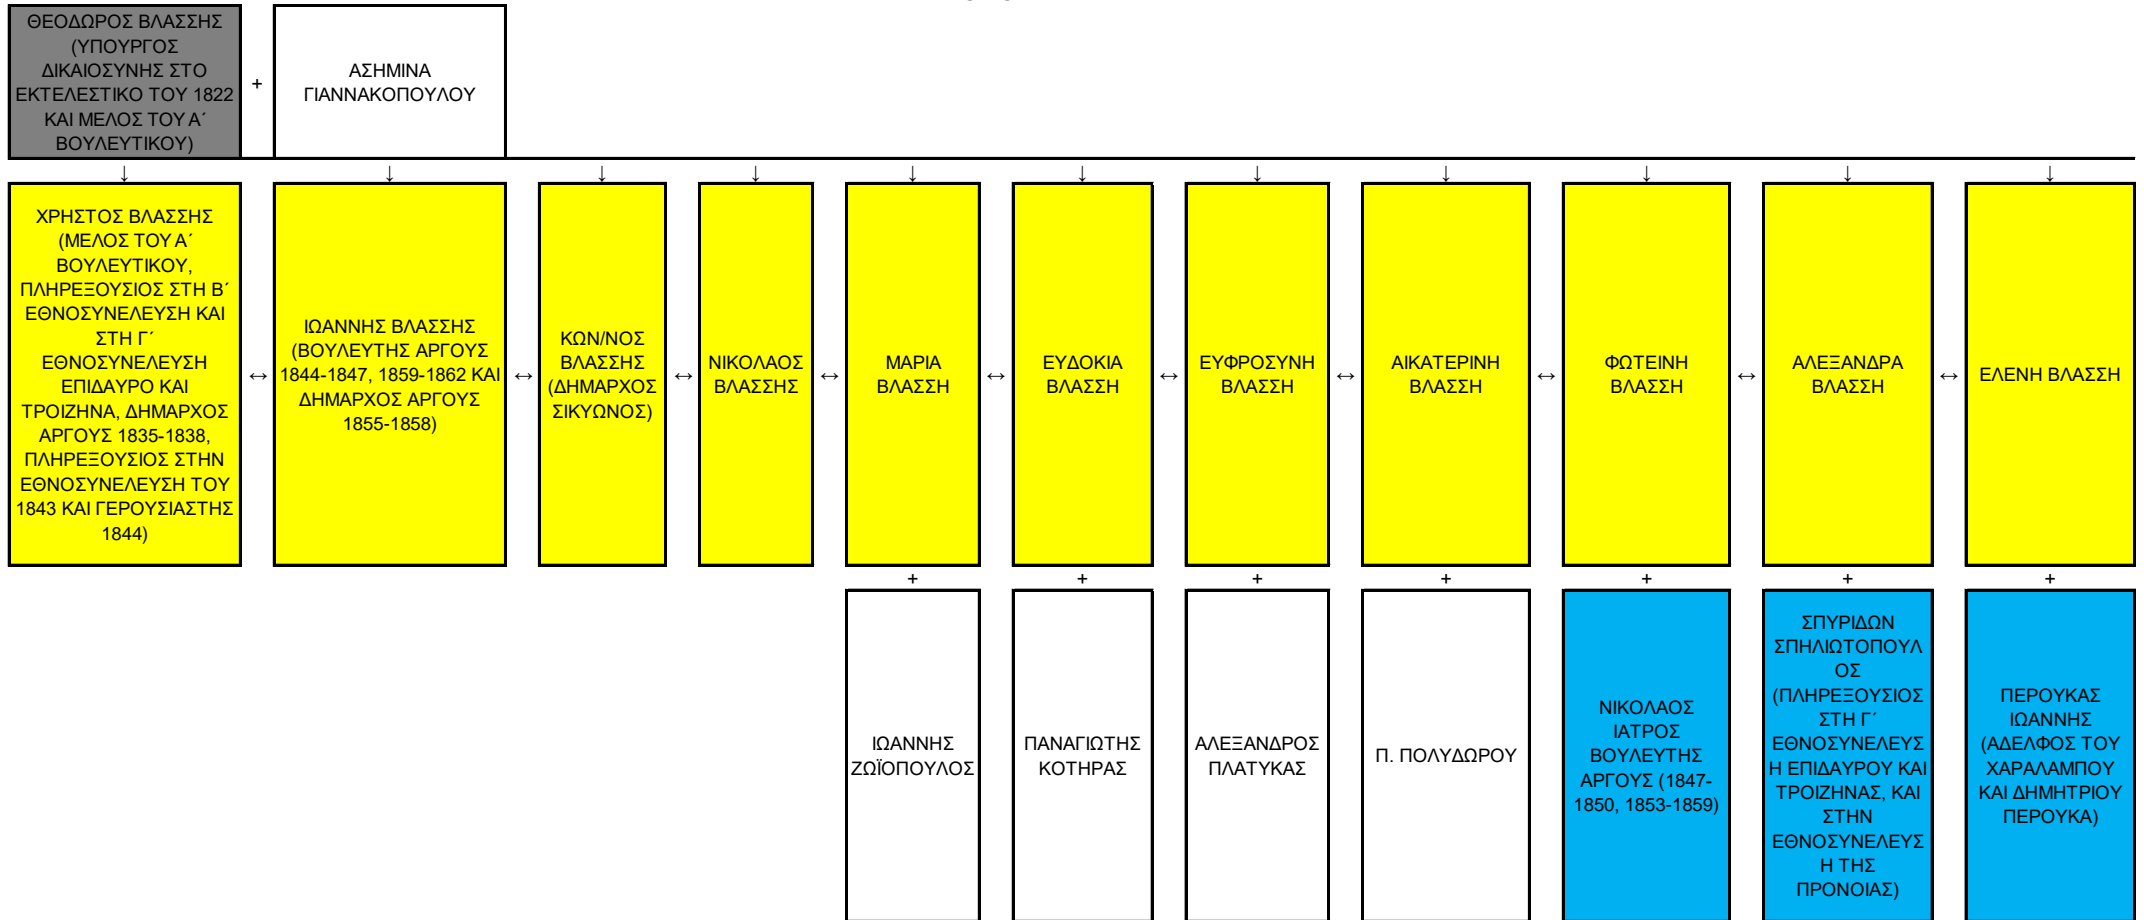 ΘΕΟΔΩΡΟΣ ΒΛΑΣΣΗΣ
(ΥΠΟΥΡΓΟΣ
ΔΙΚΑΙΟΣΥΝΗΣ ΣΤΟ
ΕΚΤΕΛΕΣΤΙΚΟ ΤΟΥ 1822
ΚΑΙ ΜΕΛΟΣ ΤΟΥ Α΄
ΒΟΥΛΕΥΤΙΚΟΥ)
+
ΑΣΗΜΙΝΑ
ΓΙΑΝΝΑΚΟΠΟΥΛΟΥ
↓ ↓ ↓ ↓ ↓ ↓ ↓ ↓ ↓ ↓ ↓
ΧΡΗΣΤΟΣ ΒΛΑΣΣΗΣ
(ΜΕΛΟΣ ΤΟΥ Α΄
ΒΟΥΛΕΥΤΙΚΟΥ,
ΠΛΗΡΕΞΟΥΣΙΟΣ ΣΤΗ Β΄
ΕΘΝΟΣΥΝΕΛΕΥΣΗ ΚΑΙ
ΣΤΗ Γ΄
ΕΘΝΟΣΥΝΕΛΕΥΣΗ
ΕΠΙΔΑΥΡΟ ΚΑΙ
ΤΡΟΙΖΗΝΑ, ΔΗΜΑΡΧΟΣ
ΑΡΓΟΥΣ 1835-1838,
ΠΛΗΡΕΞΟΥΣΙΟΣ ΣΤΗΝ
ΕΘΝΟΣΥΝΕΛΕΥΣΗ ΤΟΥ
1843 ΚΑΙ ΓΕΡΟΥΣΙΑΣΤΗΣ
1844)
↔
ΙΩΑΝΝΗΣ ΒΛΑΣΣΗΣ
(ΒΟΥΛΕΥΤΗΣ ΑΡΓΟΥΣ
1844-1847, 1859-1862 ΚΑΙ
ΔΗΜΑΡΧΟΣ ΑΡΓΟΥΣ
1855-1858)
↔
ΚΩΝ/ΝΟΣ
ΒΛΑΣΣΗΣ
(ΔΗΜΑΡΧΟΣ
ΣΙΚΥΩΝΟΣ)
↔
ΝΙΚΟΛΑΟΣ
ΒΛΑΣΣΗΣ
↔
ΜΑΡΙΑ
ΒΛΑΣΣΗ
↔
ΕΥΔΟΚΙΑ
ΒΛΑΣΣΗ
↔
ΕΥΦΡΟΣΥΝΗ
ΒΛΑΣΣΗ
↔
ΑΙΚΑΤΕΡΙΝΗ
ΒΛΑΣΣΗ
↔
ΦΩΤΕΙΝΗ
ΒΛΑΣΣΗ
↔
ΑΛΕΞΑΝΔΡΑ
ΒΛΑΣΣΗ
↔
ΕΛΕΝΗ ΒΛΑΣΣΗ
+ + + + + + +
ΙΩΑΝΝΗΣ
ΖΩΪΟΠΟΥΛΟΣ
ΠΑΝΑΓΙΩΤΗΣ
ΚΟΤΗΡΑΣ
ΑΛΕΞΑΝΔΡΟΣ
ΠΛΑΤΥΚΑΣ
Π. ΠΟΛΥΔΩΡΟΥ
ΝΙΚΟΛΑΟΣ
ΙΑΤΡΟΣ
ΒΟΥΛΕΥΤΗΣ
ΑΡΓΟΥΣ (1847-
1850, 1853-1859)
ΣΠΥΡΙΔΩΝ
ΣΠΗΛΙΩΤΟΠΟΥΛ
ΟΣ
(ΠΛΗΡΕΞΟΥΣΙΟΣ
ΣΤΗ Γ΄
ΕΘΝΟΣΥΝΕΛΕΥΣ
Η ΕΠΙΔΑΥΡΟΥ ΚΑΙ
ΤΡΟΙΖΗΝΑΣ, ΚΑΙ
ΣΤΗΝ
ΕΘΝΟΣΥΝΕΛΕΥΣ
Η ΤΗΣ
ΠΡΟΝΟΙΑΣ)
ΠΕΡΟΥΚΑΣ
ΙΩΑΝΝΗΣ
(ΑΔΕΛΦΟΣ ΤΟΥ
ΧΑΡΑΛΑΜΠΟΥ
ΚΑΙ ΔΗΜΗΤΡΙΟΥ
ΠΕΡΟΥΚΑ)